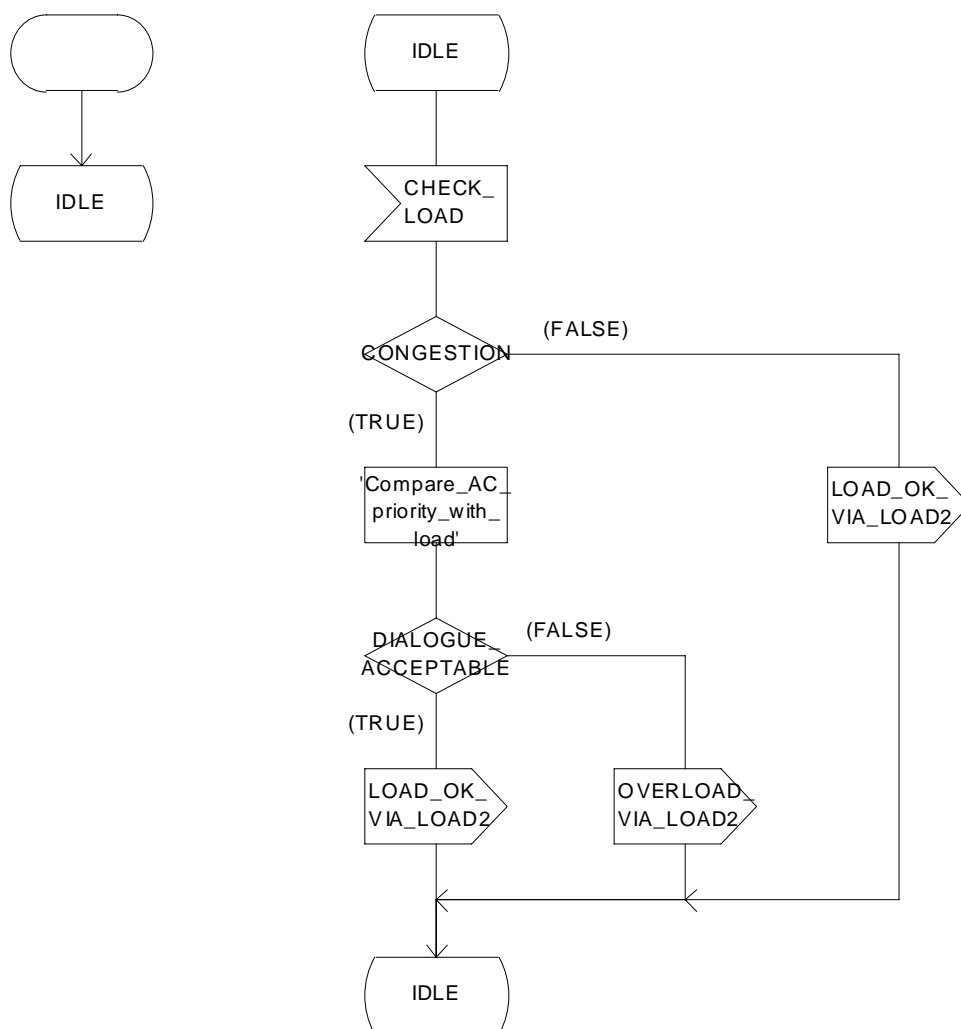 IDLE
IDLE
CHECK_
LOAD
(FALSE)
CONGESTION
(TRUE)
'Compare_AC_
priority_with_
load'
LOAD_OK_
VIA_LOAD2
(FALSE)
DIALOGUE_
ACCEPTABLE
(TRUE)
LOAD_OK_
VIA_LOAD2
OVERLOAD_
VIA_LOAD2
IDLE